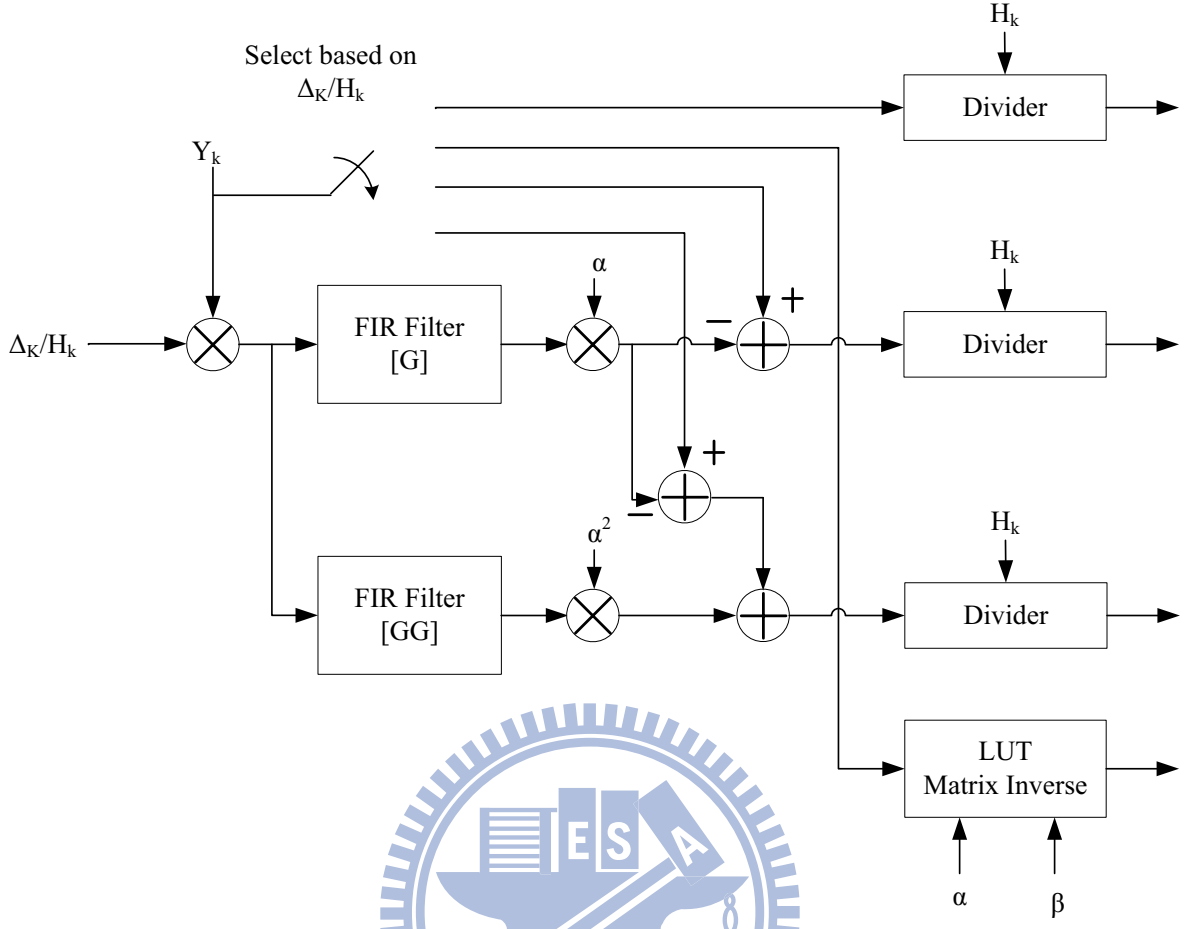 H_k
Select based on
Δ_K/H_k
Divider
Y_k
H_k
α
+
FIR Filter
[G]
−
Δ_K/H_k
Divider
+
−
α²
H_k
FIR Filter
[GG]
Divider
LUT
Matrix Inverse
E S A
α
β